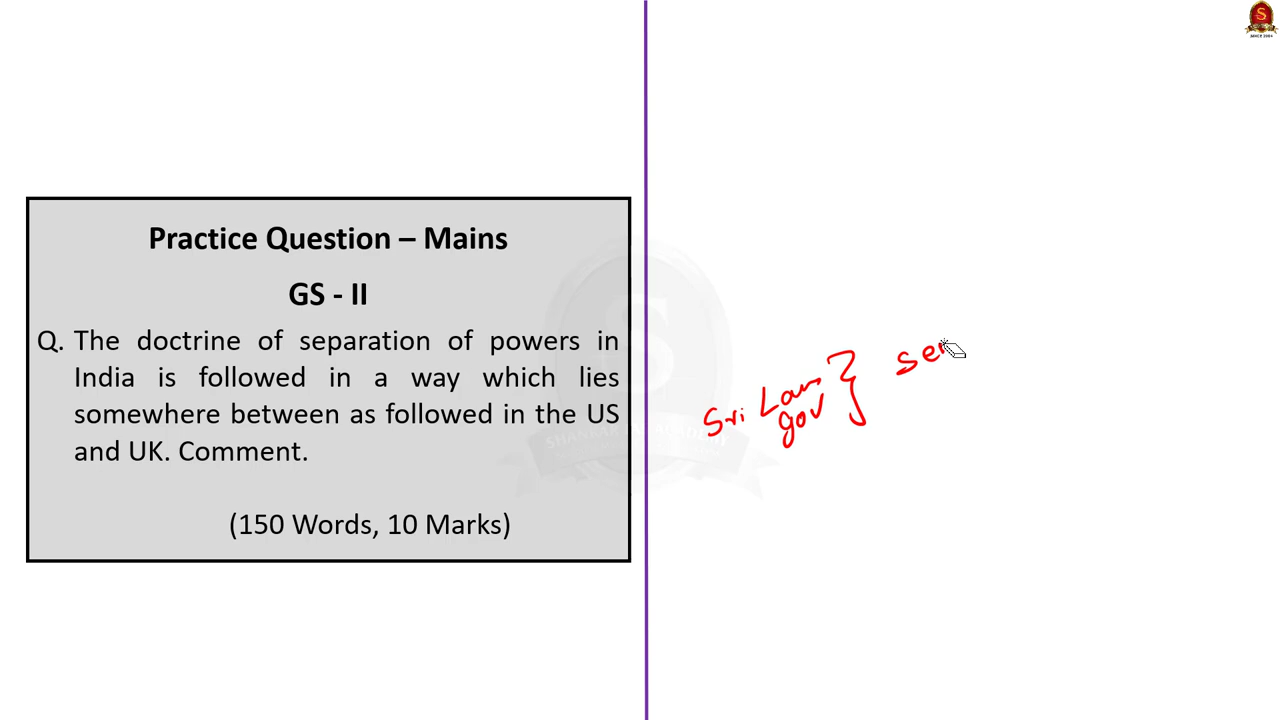 Practice Question – Mains
GS - II
Q. The doctrine of separation of powers in
India is followed in a way which lies
somewhere between as followed in the US
and UK. Comment.
(150 Words, 10 Marks)
Sri
gov